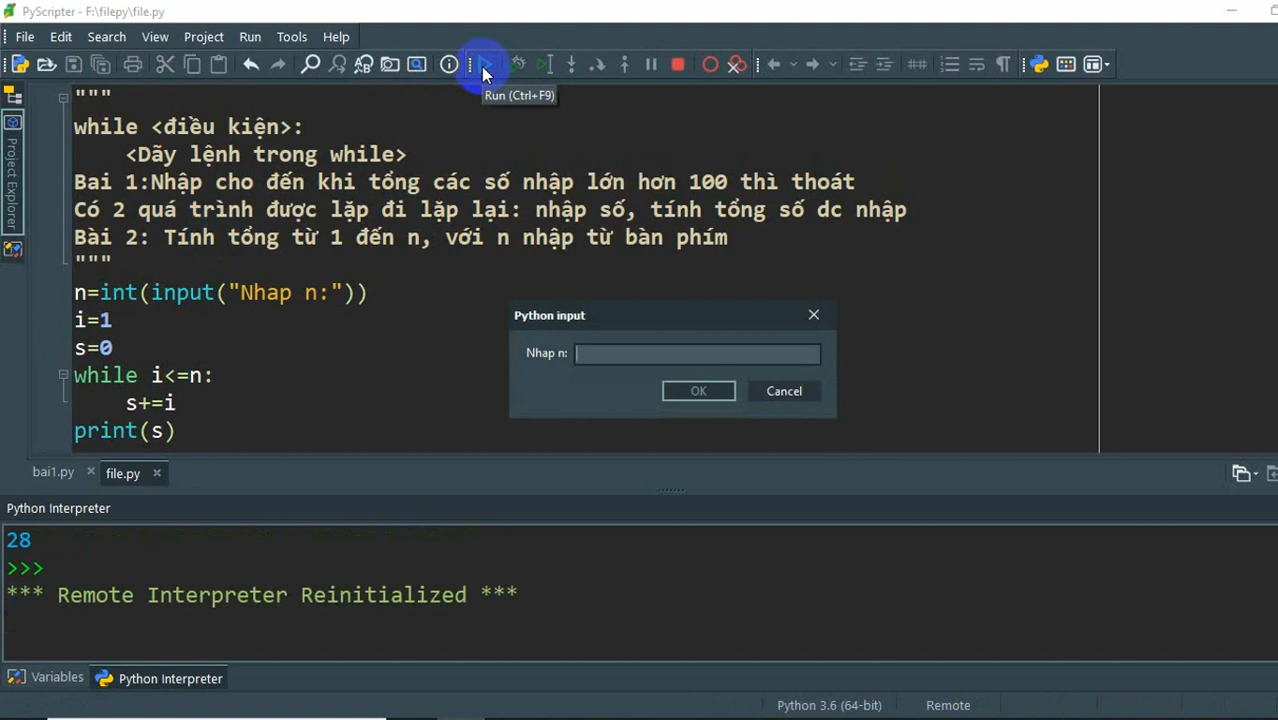 PyScripter - F:\filepy\file.py
File Edit Search View Project Run Tools Help
Run (Ctrl+F9)
Project Explorer
"""
while <điều kiện>:
<Dãy lệnh trong while>
Bai 1:Nhập cho đến khi tổng các số nhập lớn hơn 100 thì thoát
Có 2 quá trình được lặp đi lặp lại: nhập số, tính tổng số dc nhập
Bài 2: Tính tổng từ 1 đến n, với n nhập từ bàn phím
"""
n=int(input("Nhap n:"))
i=1
s=0
while i<=n:
s+=i
print(s)
Python input
Nhap n:
OK Cancel
bai1.py file.py
Python Interpreter
28
>>>
*** Remote Interpreter Reinitialized ***
Variables Python Interpreter
Python 3.6 (64-bit) Remote